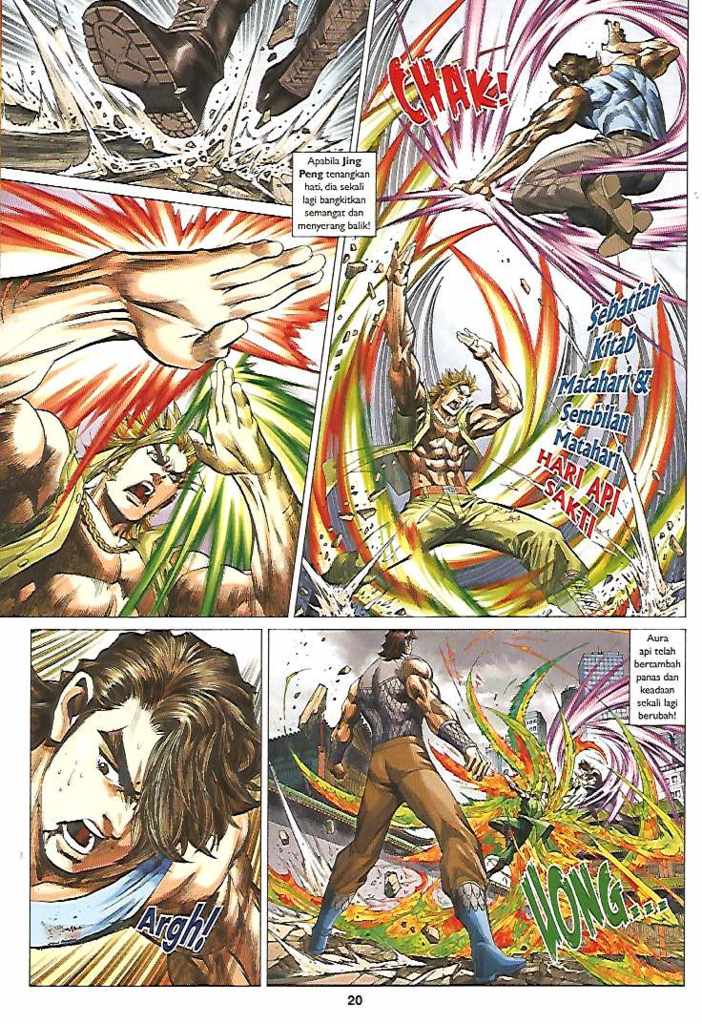 CHAK!
Apabila Jing
Peng tenangkan
hati, dia sekali
lagi bangkitkan
semangat dan
menyerang balik!
Sebatian
Kitab
Matahari &
Sembilan
Matahari
HARI API
SAKTI
Argh!
Aura
api telah
bertambah
panas dan
keadaan
sekali lagi
berubah!
WONG...
20